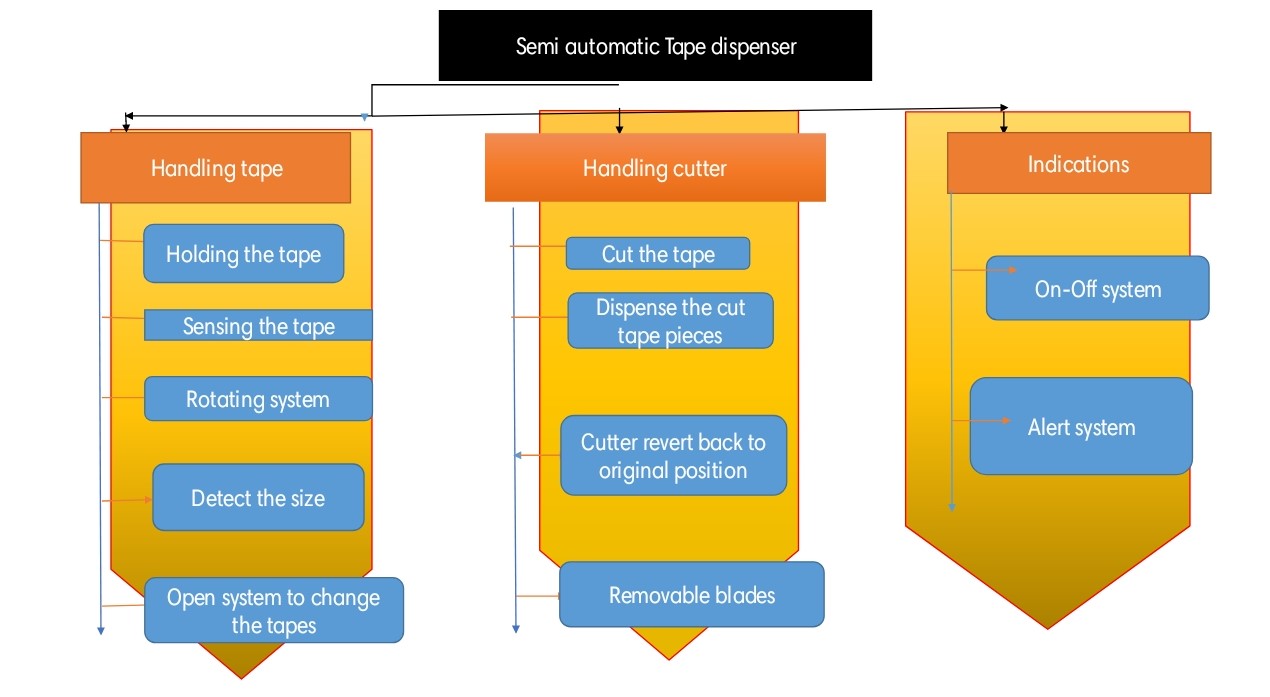 Semi automatic Tape dispenser
Handling tape
Holding the tape
Sensing the tape
Rotating system
Detect the size
Open system to change
the tapes
Handling cutter
Cut the tape
Dispense the cut
tape pieces
Cutter revert back to
original position
Removable blades
Indications
On-Off system
Alert system